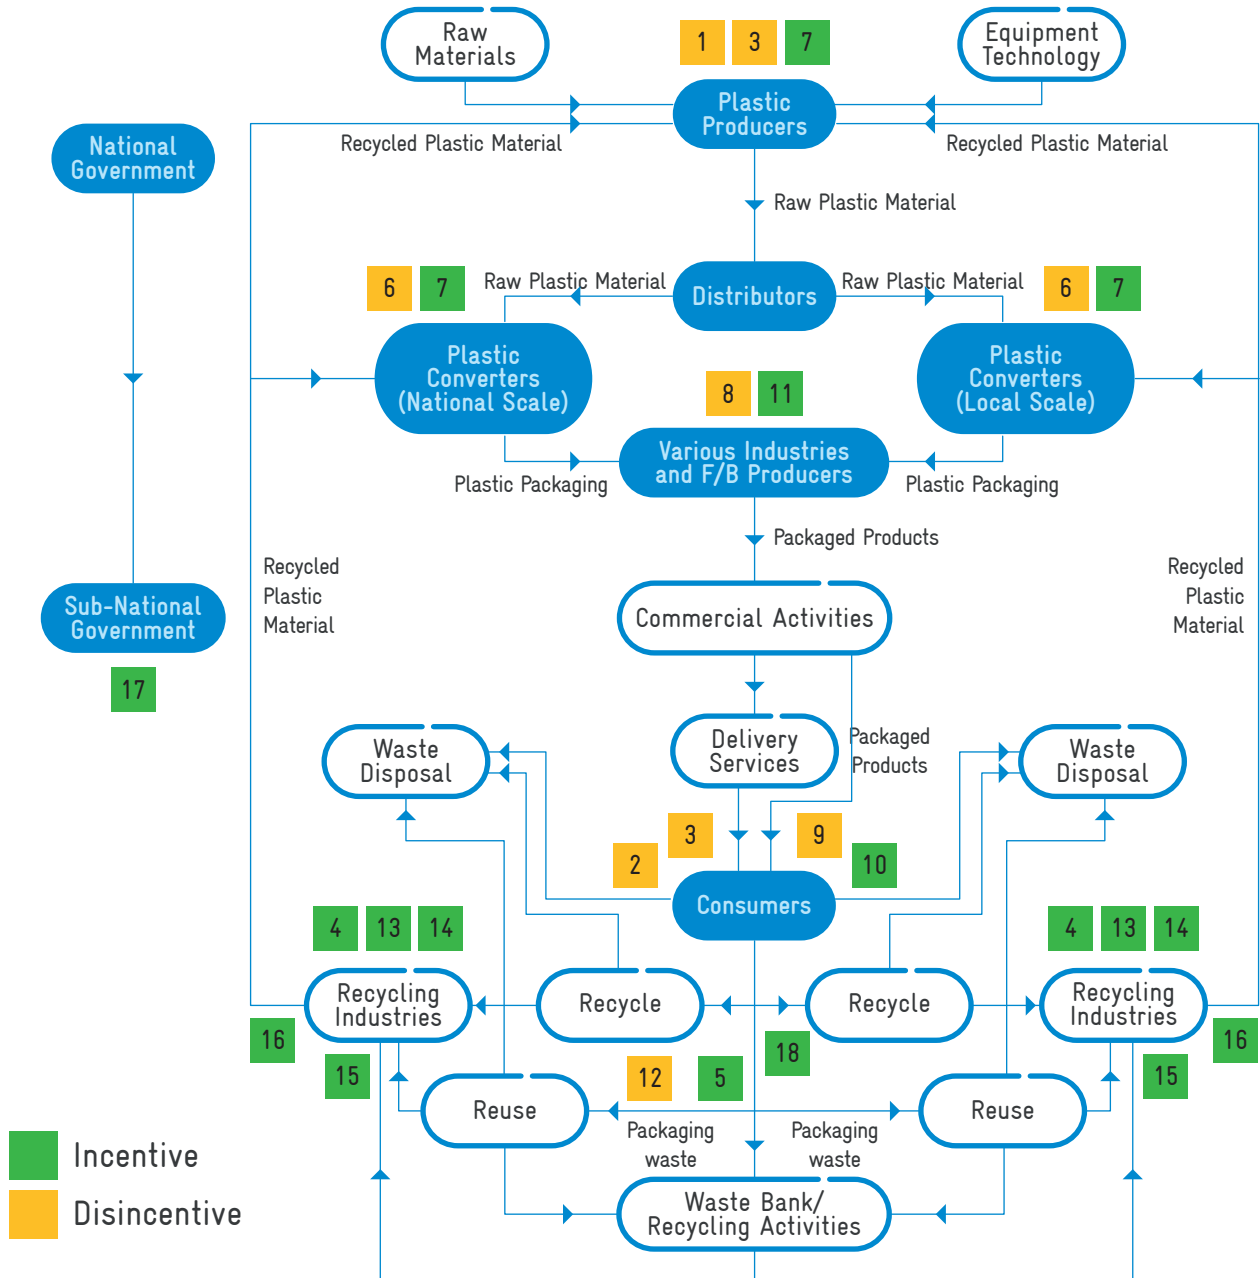 Raw
Materials
1 3 7
Equipment
Technology
Plastic
Producers
Recycled Plastic Material
Recycled Plastic Material
National
Government
Raw Plastic Material
6 7
Raw Plastic Material
Distributors
Raw Plastic Material
6 7
Plastic
Converters
(National Scale)
8 11
Plastic
Converters
(Local Scale)
Various Industries
and F/B Producers
Plastic Packaging
Plastic Packaging
Packaged Products
Recycled
Plastic
Material
Recycled
Plastic
Material
Sub-National
Government
17
Commercial Activities
Waste
Disposal
Delivery
Services
Packaged
Products
Waste
Disposal
2
3
9
10
Consumers
4 13 14
4 13 14
Recycling
Industries
Recycle
Recycle
Recycling
Industries
16
15
12
5
18
15
16
Reuse
Reuse
Packaging
waste
Packaging
waste
Incentive
Disincentive
Waste Bank/
Recycling Activities